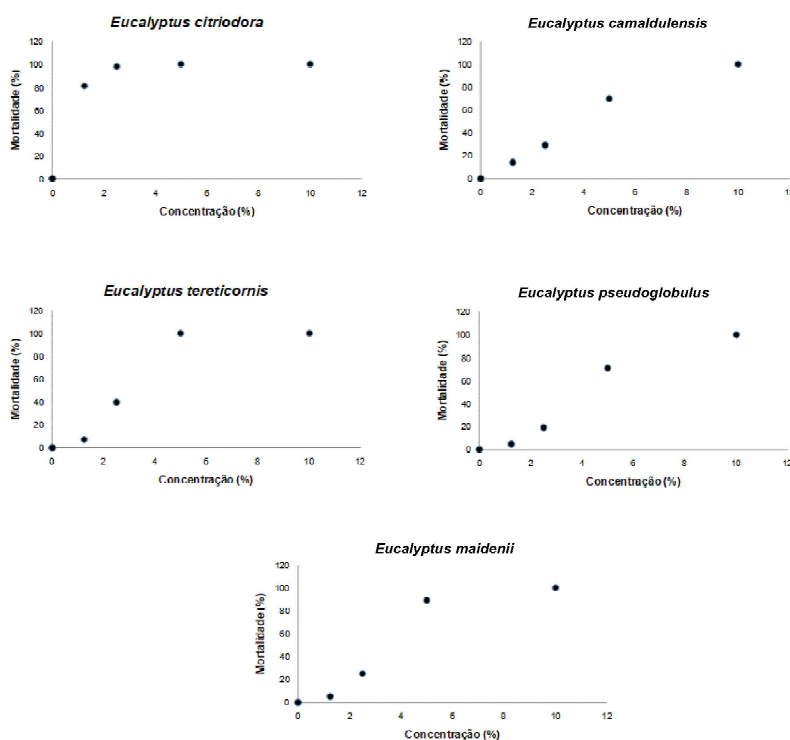 Eucalyptus citriodora
Mortalidade (%)
120
100
80
60
40
20
0
0 2 4 6 8 10 12
Concentração (%)
Eucalyptus camaldulensis
Mortalidade (%)
120
100
80
60
40
20
0
0 2 4 6 8 10 12
Concentração (%)
Eucalyptus tereticornis
Mortalidade (%)
120
100
80
60
40
20
0
0 2 4 6 8 10 12
Concentração (%)
Eucalyptus pseudoglobulus
Mortalidade (%)
120
100
80
60
40
20
0
0 2 4 6 8 10 12
Concentração (%)
Eucalyptus maidenii
Mortalidade (%)
120
100
80
60
40
20
0
0 2 4 6 8 10 12
Concentração (%)